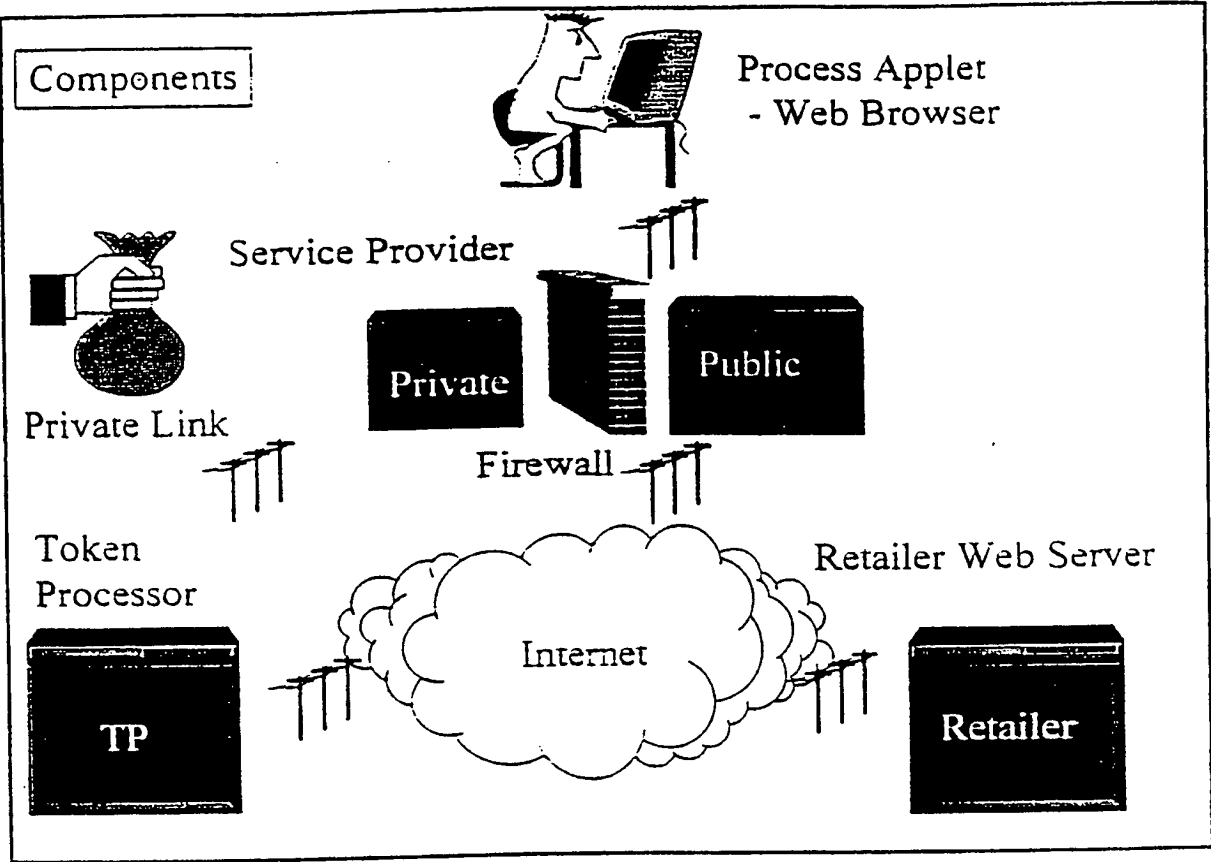 Components
Process Applet
- Web Browser
Service Provider
Private
Public
Private Link
Firewall
Token
Processor
Retailer Web Server
Internet
TP
Retailer